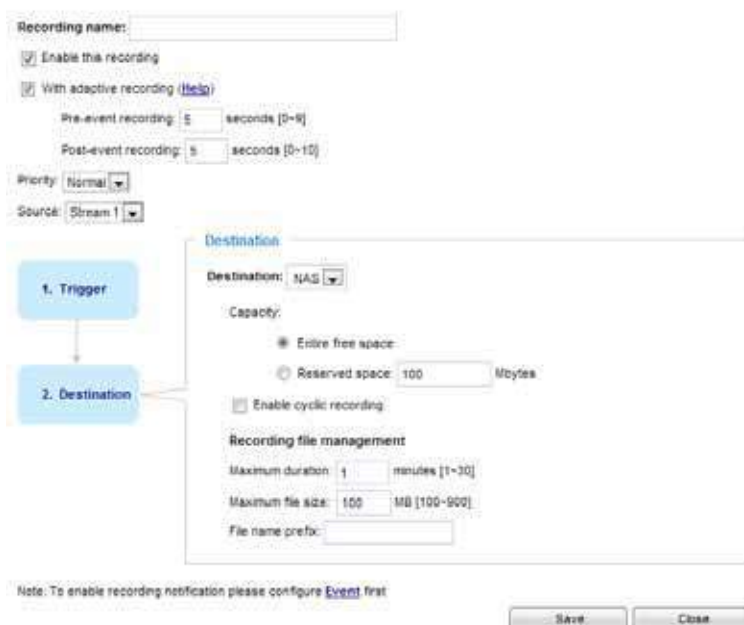 Recording name:
Enable this recording
With adaptive recording (Help)
Pre-event recording: 5 seconds [0~9]
Post-event recording: 5 seconds [0~10]
Priority: Normal
Source: Stream 1
Destination
Destination: NAS
1. Trigger
Capacity:
Entire free space
Reserved space: 100 Mbytes
2. Destination
Enable cyclic recording
Recording file management
Maximum duration: 1 minutes [1~30]
Maximum file size: 100 MB [100~900]
File name prefix:
Note: To enable recording notification please configure Event first
Save Close